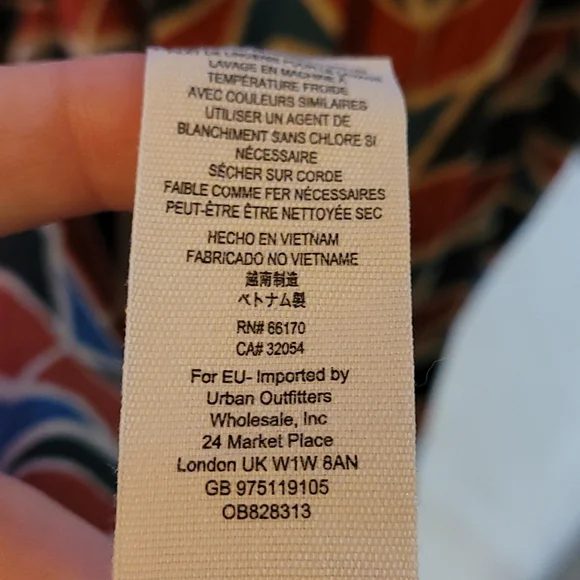 LAVAGE EN MACHINE À
TEMPÉRATURE FROIDE
AVEC COULEURS SIMILAIRES
UTILISER UN AGENT DE
BLANCHIMENT SANS CHLORE SI
NÉCESSAIRE
SÉCHER SUR CORDE
FAIBLE COMME FER NÉCESSAIRES
PEUT-ÊTRE ÊTRE NETTOYÉE SEC
HECHO EN VIETNAM
FABRICADO NO VIETNAME
越南制造
ベトナム製
RN# 66170
CA# 32054
For EU- Imported by
Urban Outfitters
Wholesale, Inc
24 Market Place
London UK W1W 8AN
GB 975119105
OB828313